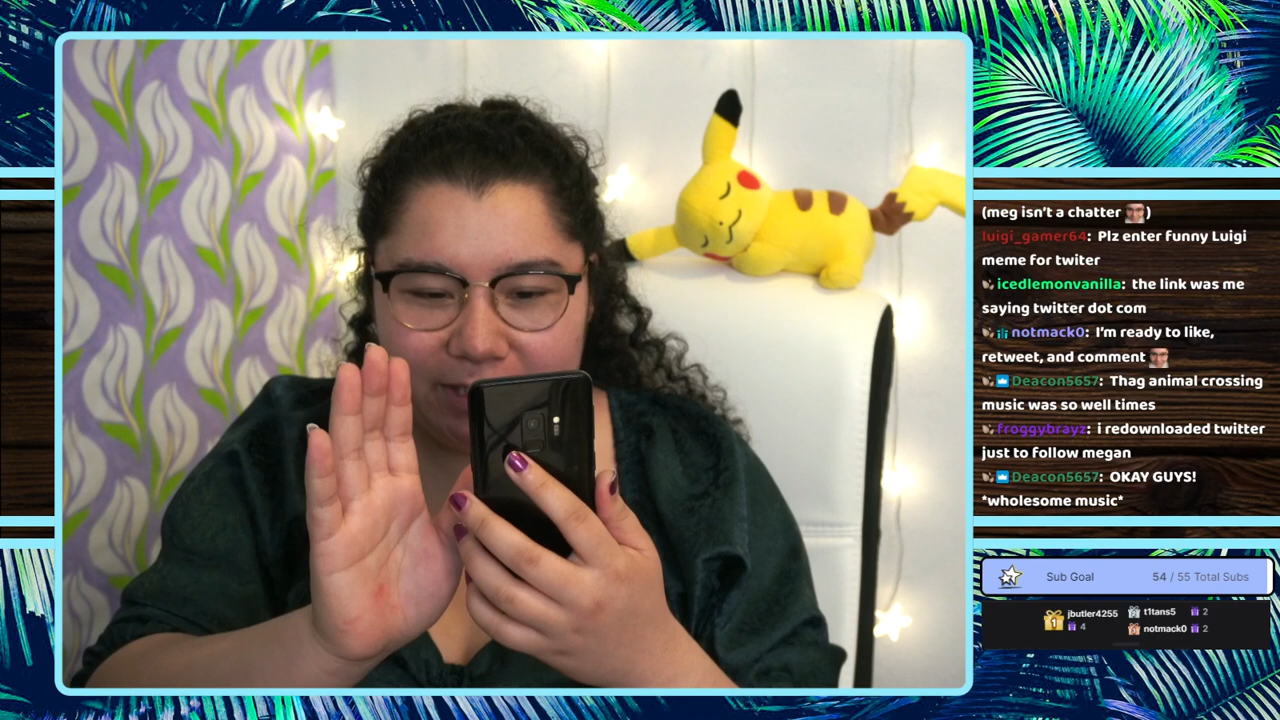 (meg isn't a chatter )
luigi_gamer64: Plz enter funny Luigi
meme for twiter
icedlemonvanilla: the link was me
saying twitter dot com
notmack0: I'm ready to like,
retweet, and comment
Deacon5657: Thag animal crossing
music was so well times
froggybrayz: i redownloaded twitter
just to follow megan
Deacon5657: OKAY GUYS!
*wholesome music*
Sub Goal 54 / 55 Total Subs
1 jbutler4255 4
t1tans5 2
notmack0 2